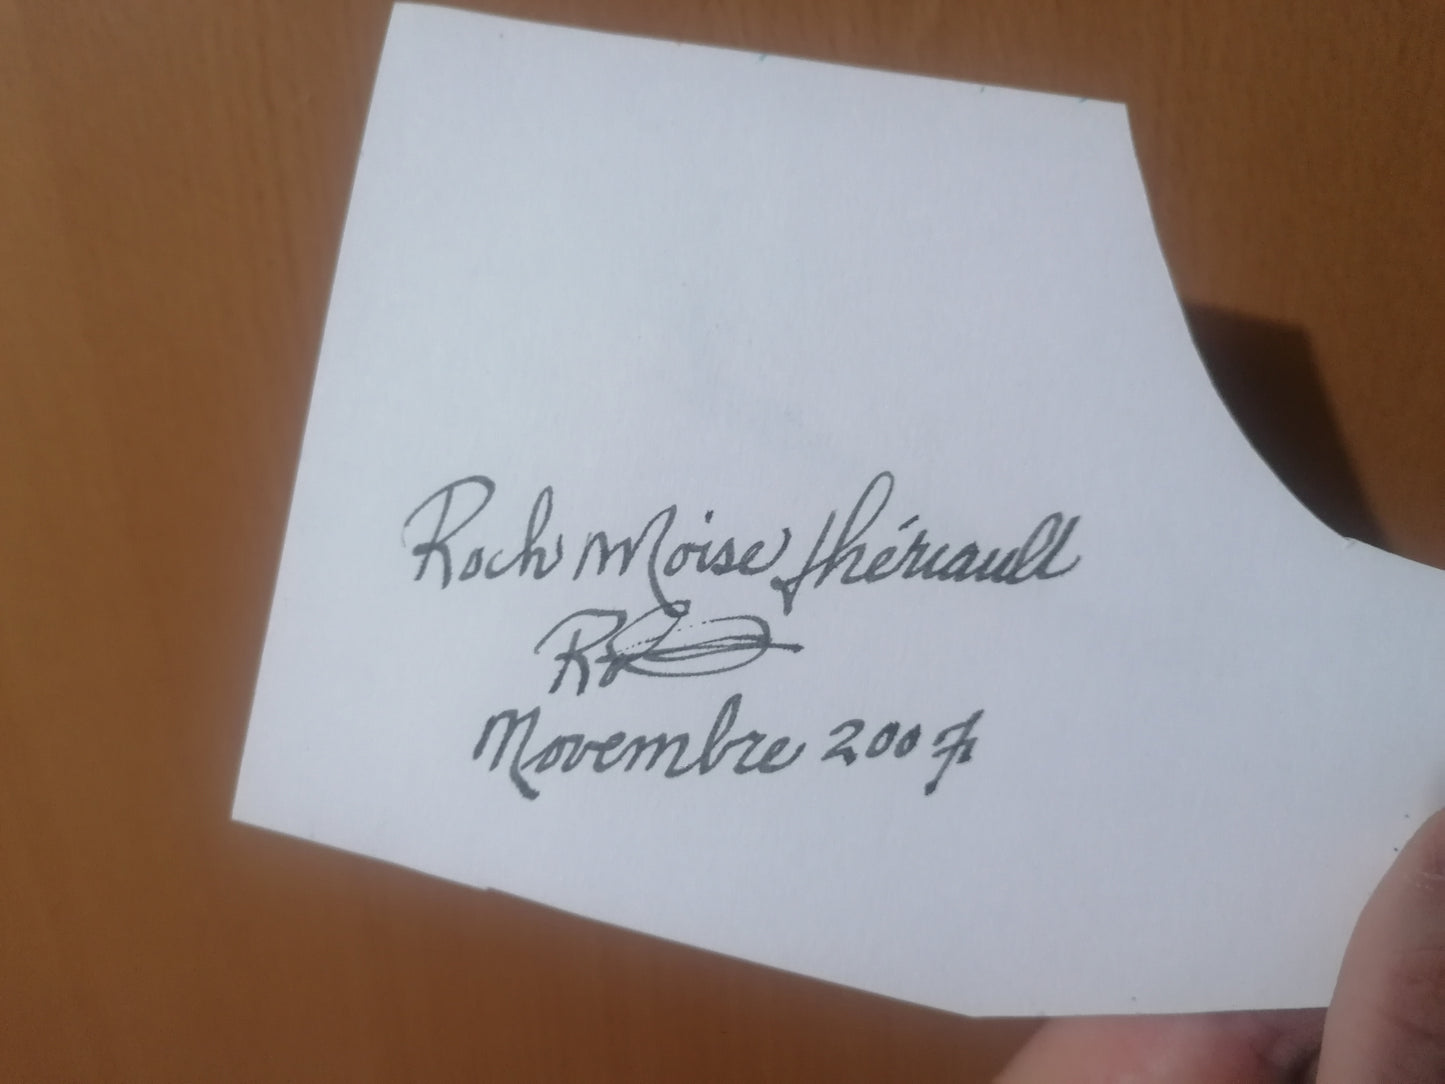 Roch Moïse Thériault
Novembre 2007